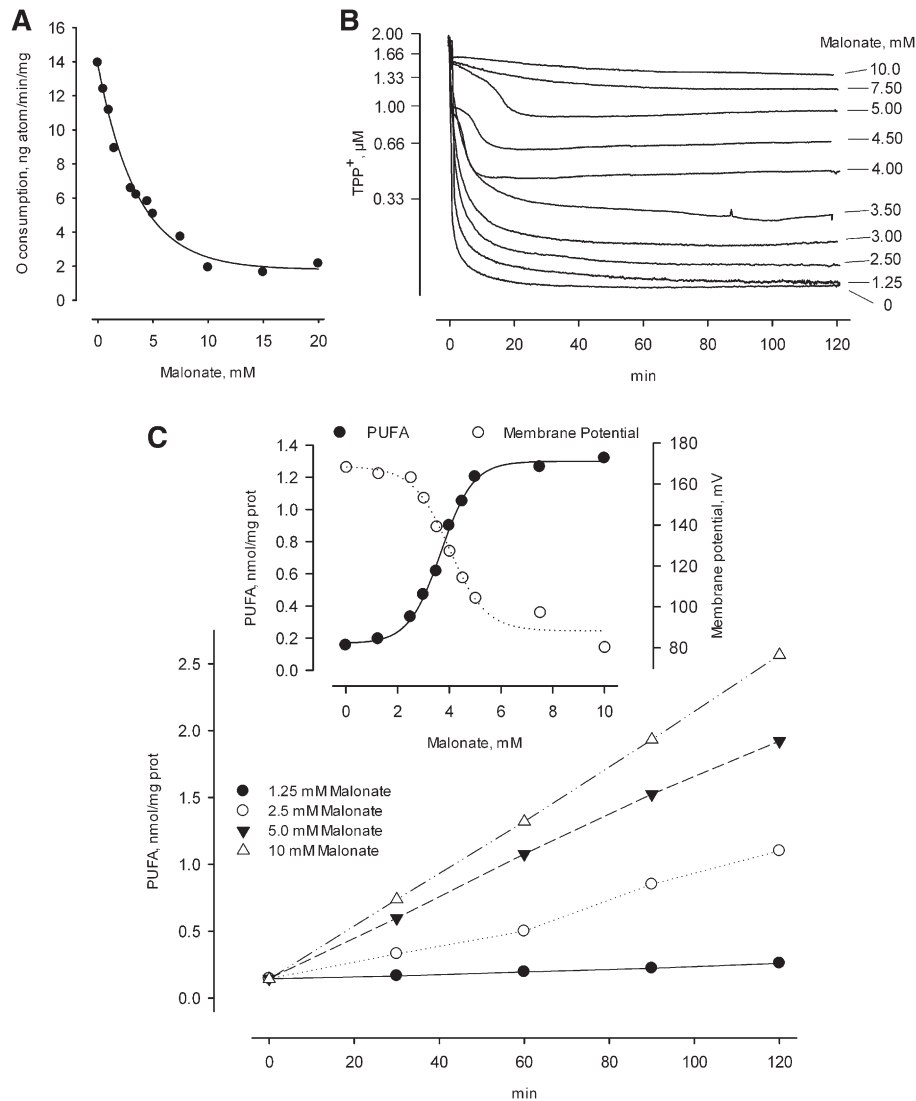 A
16
14
12
10
8
6
4
2
0
O consumption, ng atom/min/mg
0 5 10 15 20
Malonate, mM
B
2.00
1.66
1.33
1.00
0.66
0.33
TPP+, µM
Malonate, mM
10.0
7.50
5.00
4.50
4.00
3.50
3.00
2.50
1.25
0
0 20 40 60 80 100 120
min
C
PUFA Membrane Potential
1.4
1.2
1.0
0.8
0.6
0.4
0.2
0.0
PUFA, nmol/mg prot
180
160
140
120
100
80
Membrane potential, mV
0 2 4 6 8 10
Malonate, mM
2.5
2.0
1.5
1.0
0.5
0.0
PUFA, nmol/mg prot
1.25 mM Malonate
2.5 mM Malonate
5.0 mM Malonate
10 mM Malonate
0 20 40 60 80 100 120
min